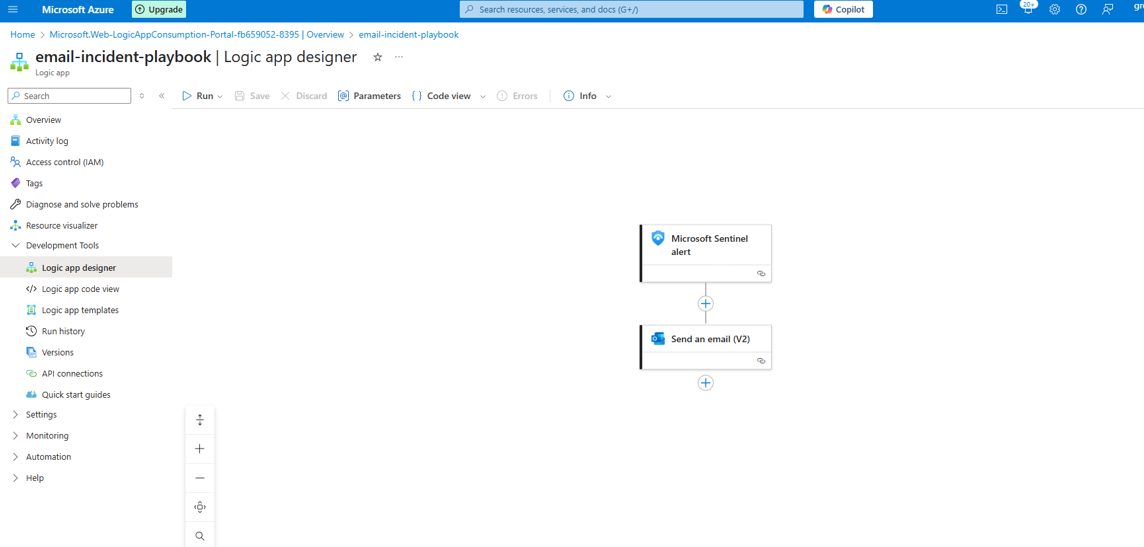 Microsoft Azure
Upgrade
Search resources, services, and docs (G+/)
Copilot
20+
gr
Home > Microsoft.Web-LogicAppConsumption-Portal-fb659052-8395 | Overview > email-incident-playbook
email-incident-playbook | Logic app designer
Logic app
Search
Run
Save
Discard
Parameters
Code view
Errors
Info
Overview
Activity log
Access control (IAM)
Tags
Diagnose and solve problems
Resource visualizer
Development Tools
Logic app designer
Logic app code view
Logic app templates
Run history
Versions
API connections
Quick start guides
Settings
Monitoring
Automation
Help
Microsoft Sentinel
alert
Send an email (V2)